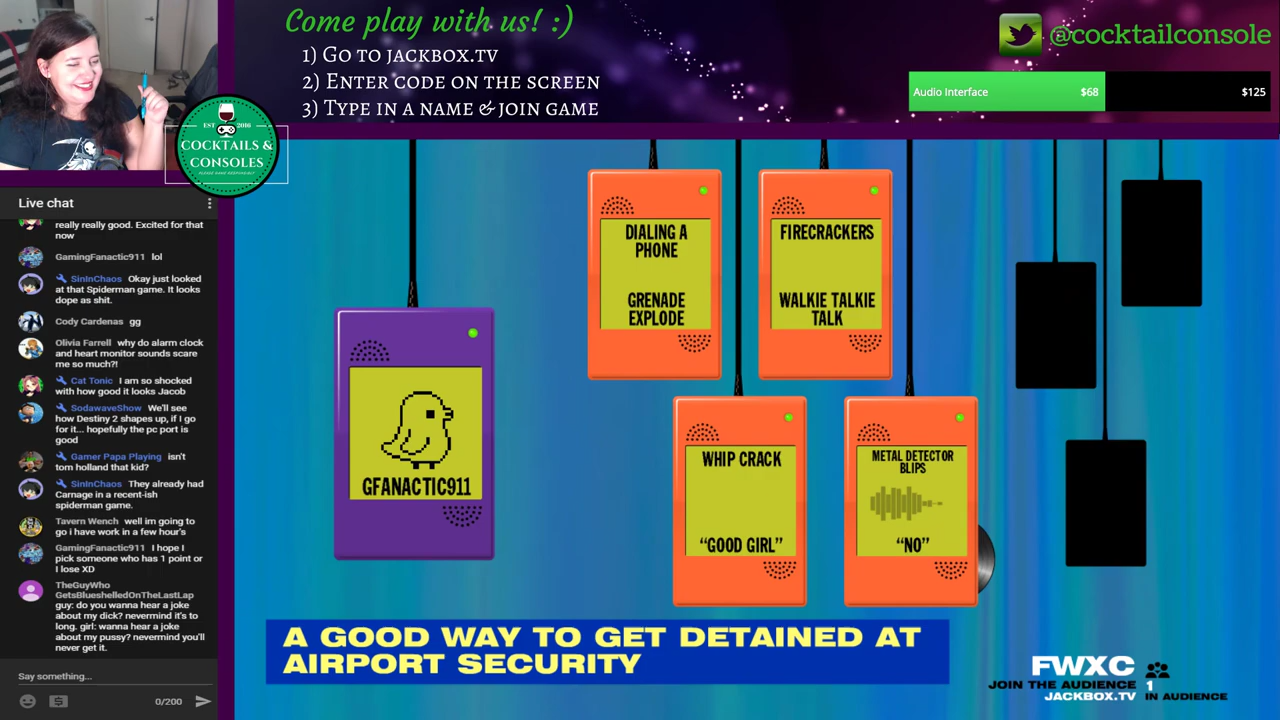 Come play with us! :)
1) Go to jackbox.tv
2) Enter code on the screen
3) Type in a name & join game
@cocktailconsole
Audio Interface $68 $125
EST 2016
COCKTAILS &
CONSOLES
PLEASE GAME RESPONSIBLY
Live chat
really really good. Excited for that
now
GamingFanactic911 lol
SinInChaos Okay just looked
at that Spiderman game. It looks
dope as shit.
Cody Cardenas gg
Olivia Farrell why do alarm clock
and heart monitor sounds scare
me so much?!
Cat Tonic I am so shocked
with how good it looks Jacob
SodawaveShow We'll see
how Destiny 2 shapes up, if I go
for it... hopefully the pc port is
good
Gamer Papa Playing isn't
tom holland that kid?
SinInChaos They already had
Carnage in a recent-ish
spiderman game.
Tavern Wench well im going to
go i have work in a few hour's
GamingFanactic911 I hope I
pick someone who has 1 point or
I lose XD
TheGuyWho
GetsBlueshelledOnTheLastLap
guy: do you wanna hear a joke
about my dick? nevermind it's to
long. girl: wanna hear a joke
about my pussy? nevermind you'll
never get it.
Say something...
0/200
GFANACTIC911
DIALING A
PHONE
GRENADE
EXPLODE
FIRECRACKERS
WALKIE TALKIE
TALK
WHIP CRACK
“GOOD GIRL”
METAL DETECTOR
BLIPS
“NO”
A GOOD WAY TO GET DETAINED AT
AIRPORT SECURITY
FWXC
JOIN THE AUDIENCE 1
JACKBOX.TV IN AUDIENCE